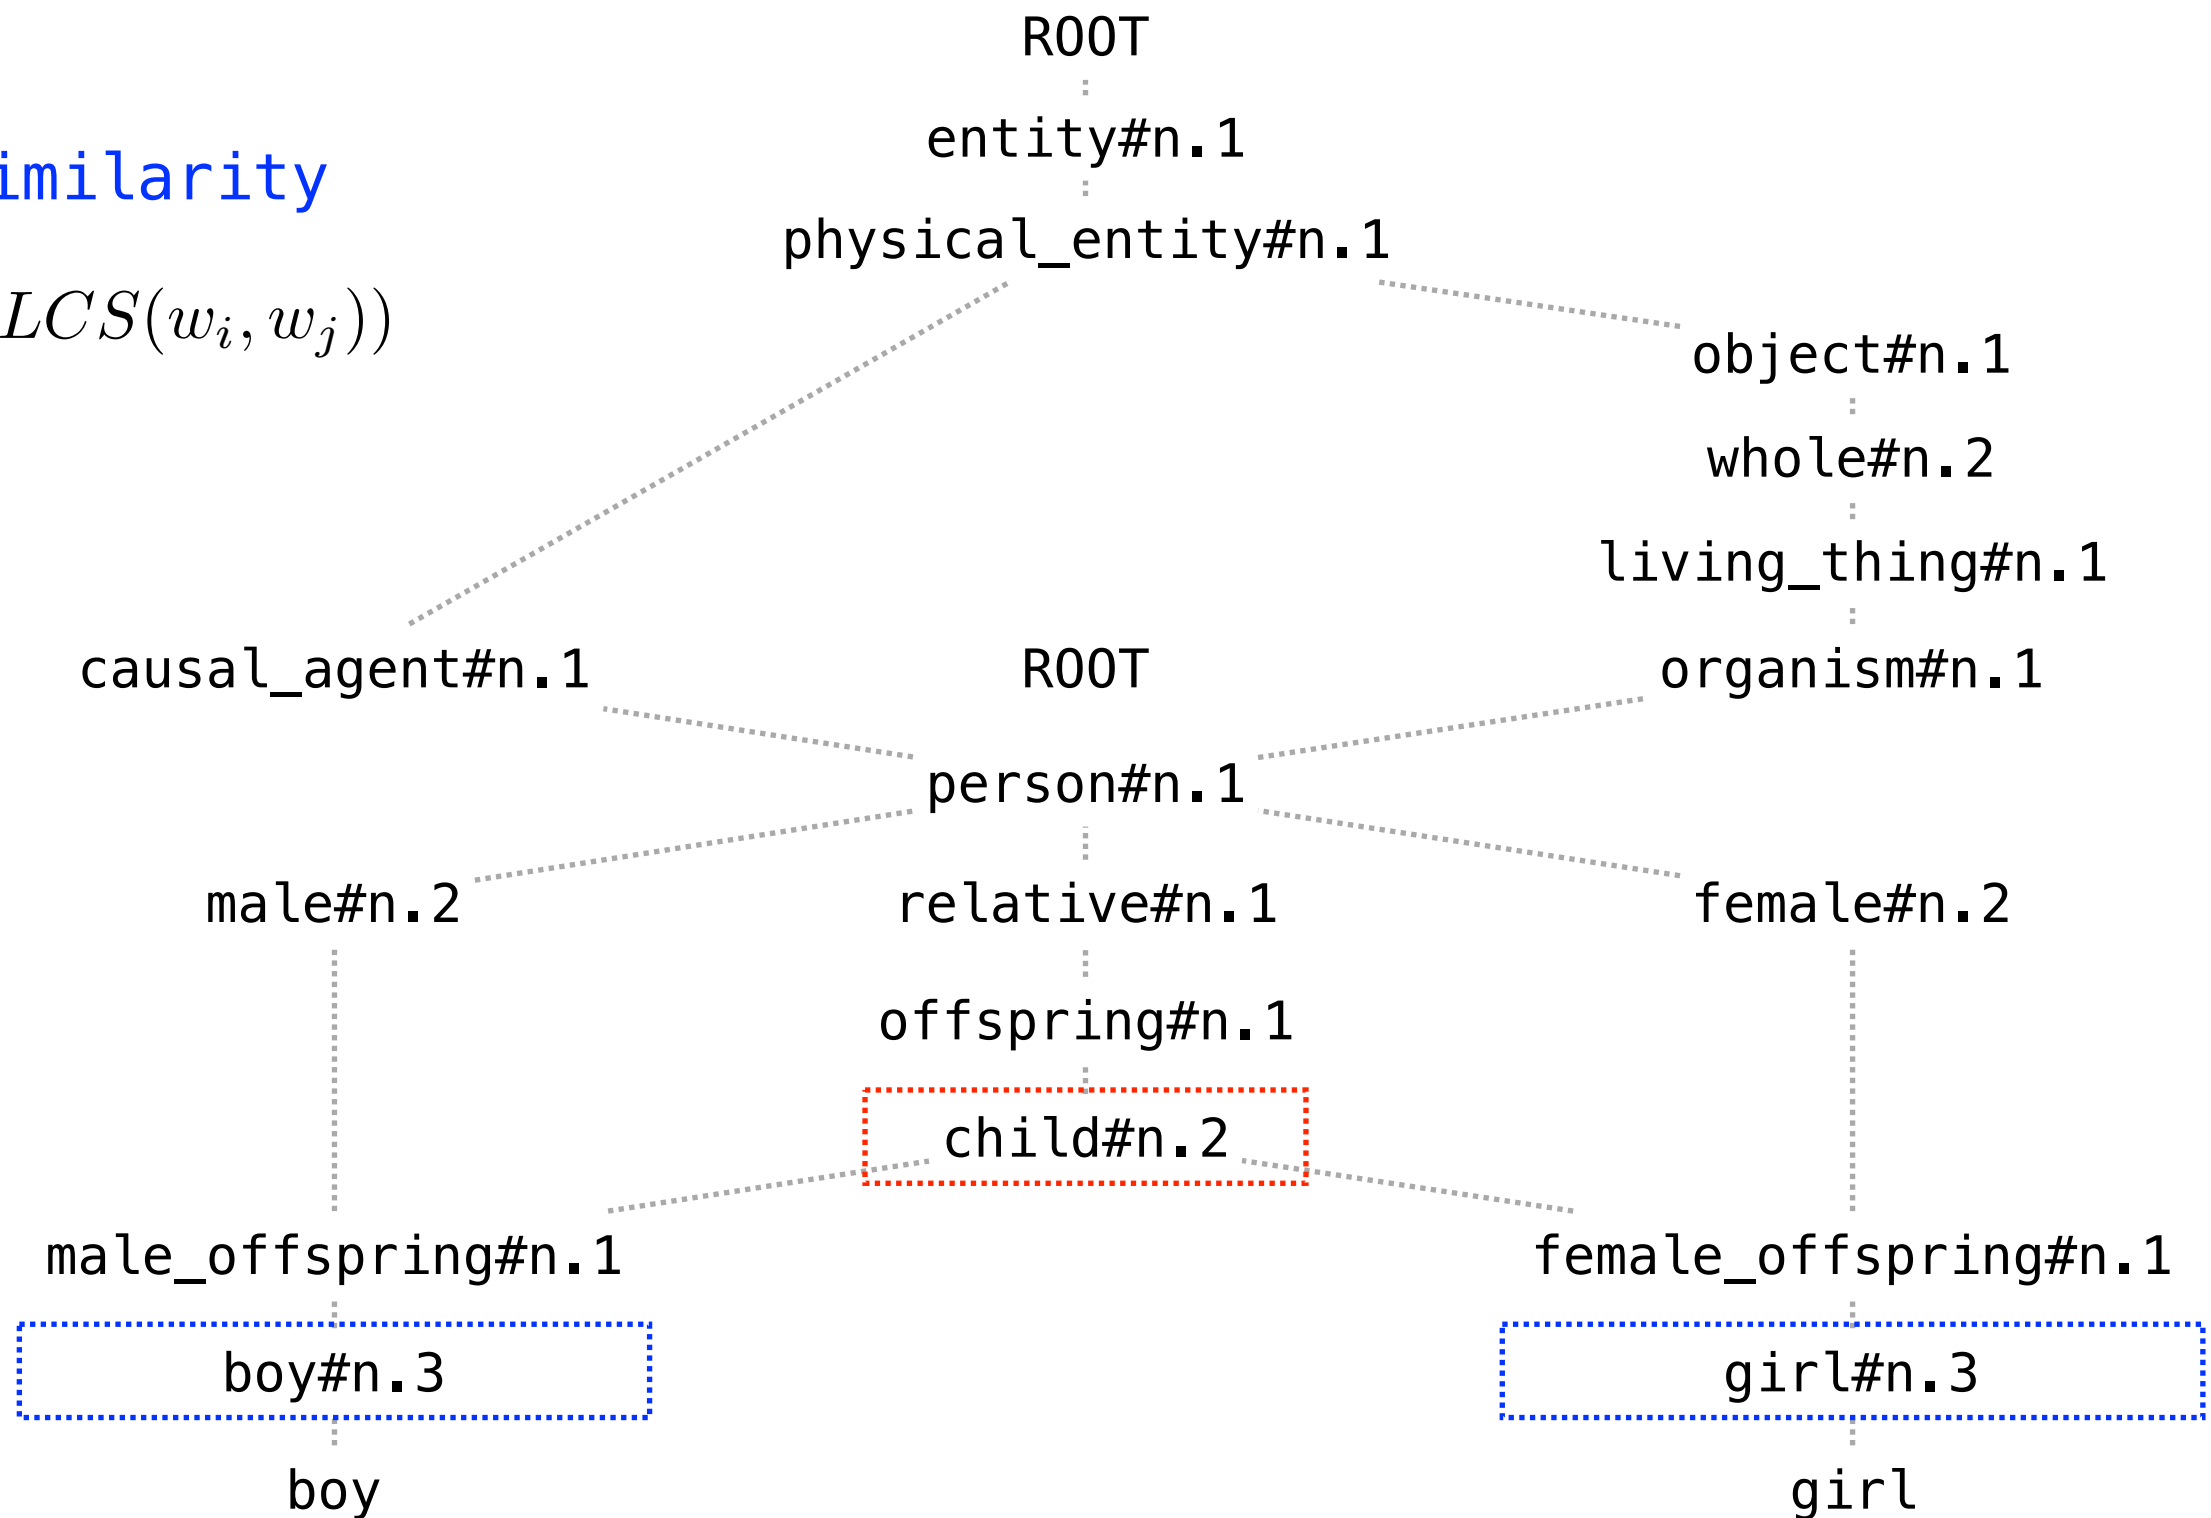 ROOT
entity#n.1
imilarity
physical_entity#n.1
LCS(w_i, w_j))
object#n.1
whole#n.2
living_thing#n.1
causal_agent#n.1 ROOT organism#n.1
person#n.1
male#n.2 relative#n.1 female#n.2
offspring#n.1
child#n.2
male_offspring#n.1 female_offspring#n.1
boy#n.3 girl#n.3
boy girl